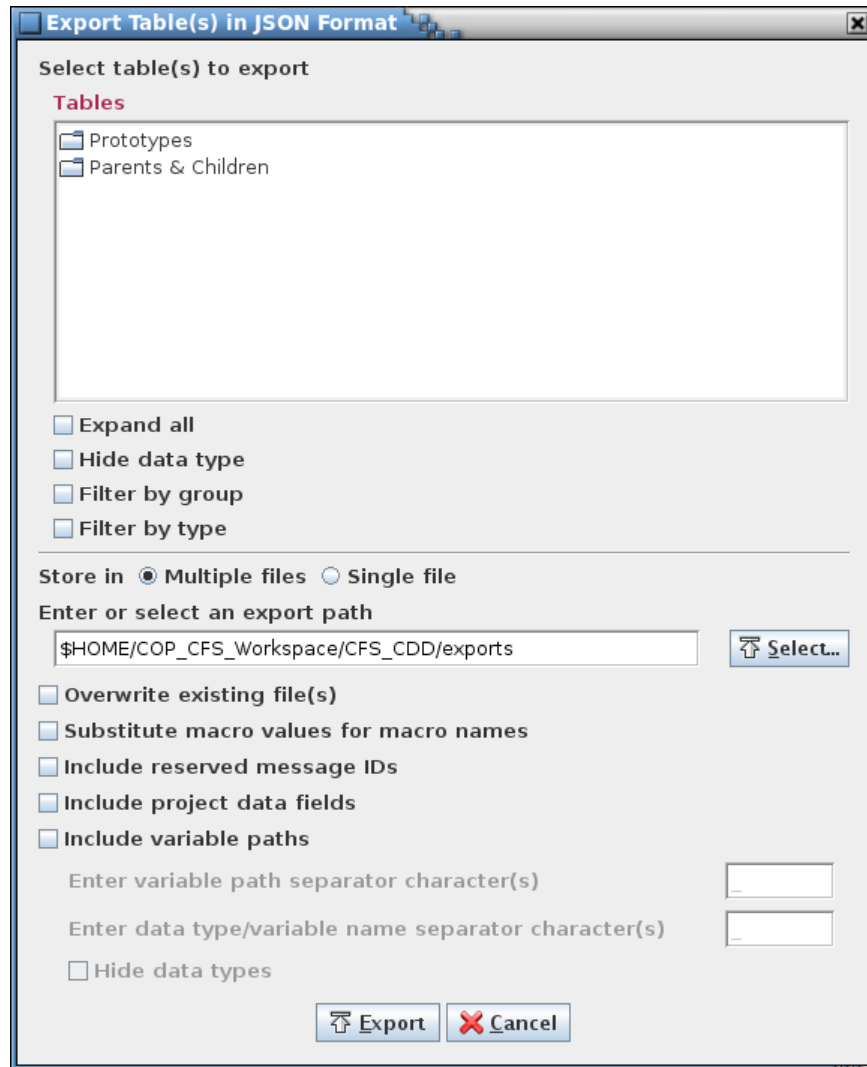 Export Table(s) in JSON Format
Select table(s) to export
Tables
Prototypes
Parents & Children
Expand all
Hide data type
Filter by group
Filter by type
Store in Multiple files Single file
Enter or select an export path
$HOME/COP_CFS_Workspace/CFS_CDD/exports Select...
Overwrite existing file(s)
Substitute macro values for macro names
Include reserved message IDs
Include project data fields
Include variable paths
Enter variable path separator character(s) _
Enter data type/variable name separator character(s) _
Hide data types
Export Cancel